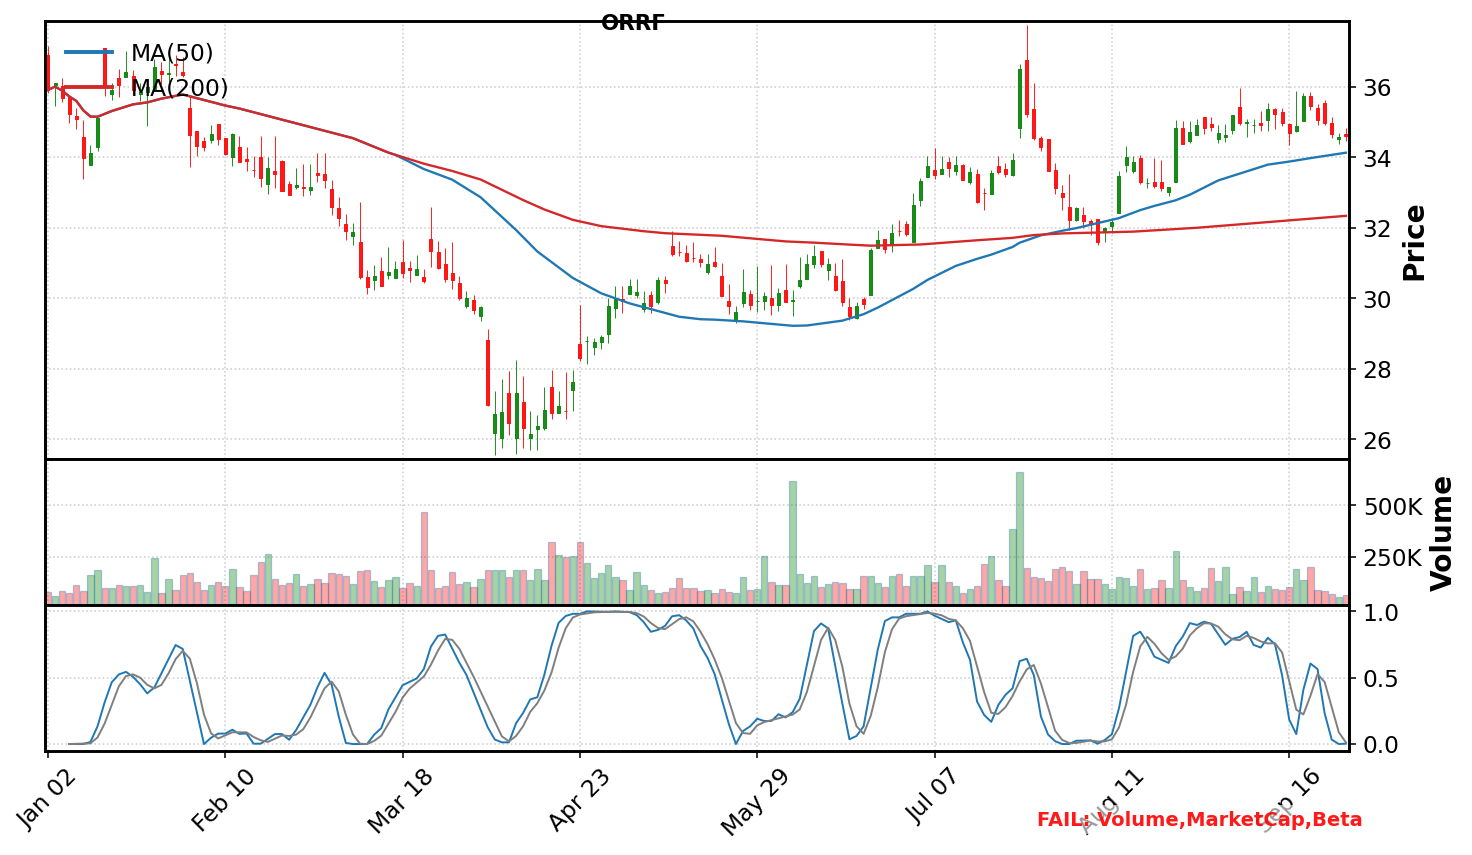 ORRF
MA(50)
MA(200)
36
34
32
30
28
26
Price
500K
250K
Volume
1.0
0.5
0.0
Jan 02
Feb 10
Mar 18
Apr 23
May 29
Jul 07
Aug 11
Sep 16
FAIL: Volume,MarketCap,Beta